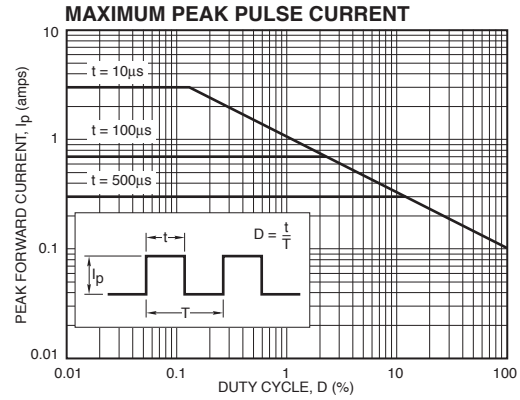 MAXIMUM PEAK PULSE CURRENT
PEAK FORWARD CURRENT, Ip (amps)
10
1
0.1
0.01
t = 10µs
t = 100µs
t = 500µs
t
D = t/T
Ip
T
0.01
0.1
1
10
100
DUTY CYCLE, D (%)